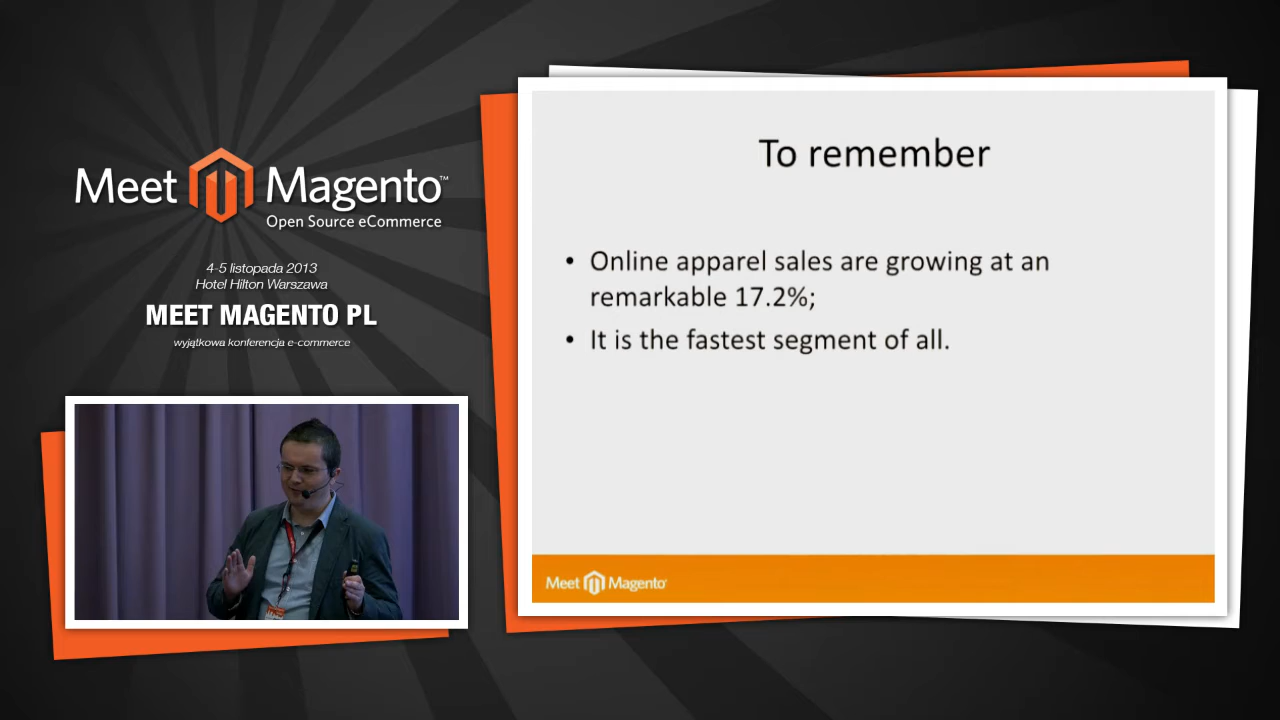 Meet Magento™
Open Source eCommerce
4-5 listopada 2013
Hotel Hilton Warszawa
MEET MAGENTO PL
wyjątkowa konferencja e-commerce
To remember
• Online apparel sales are growing at an
remarkable 17.2%;
• It is the fastest segment of all.
Meet Magento